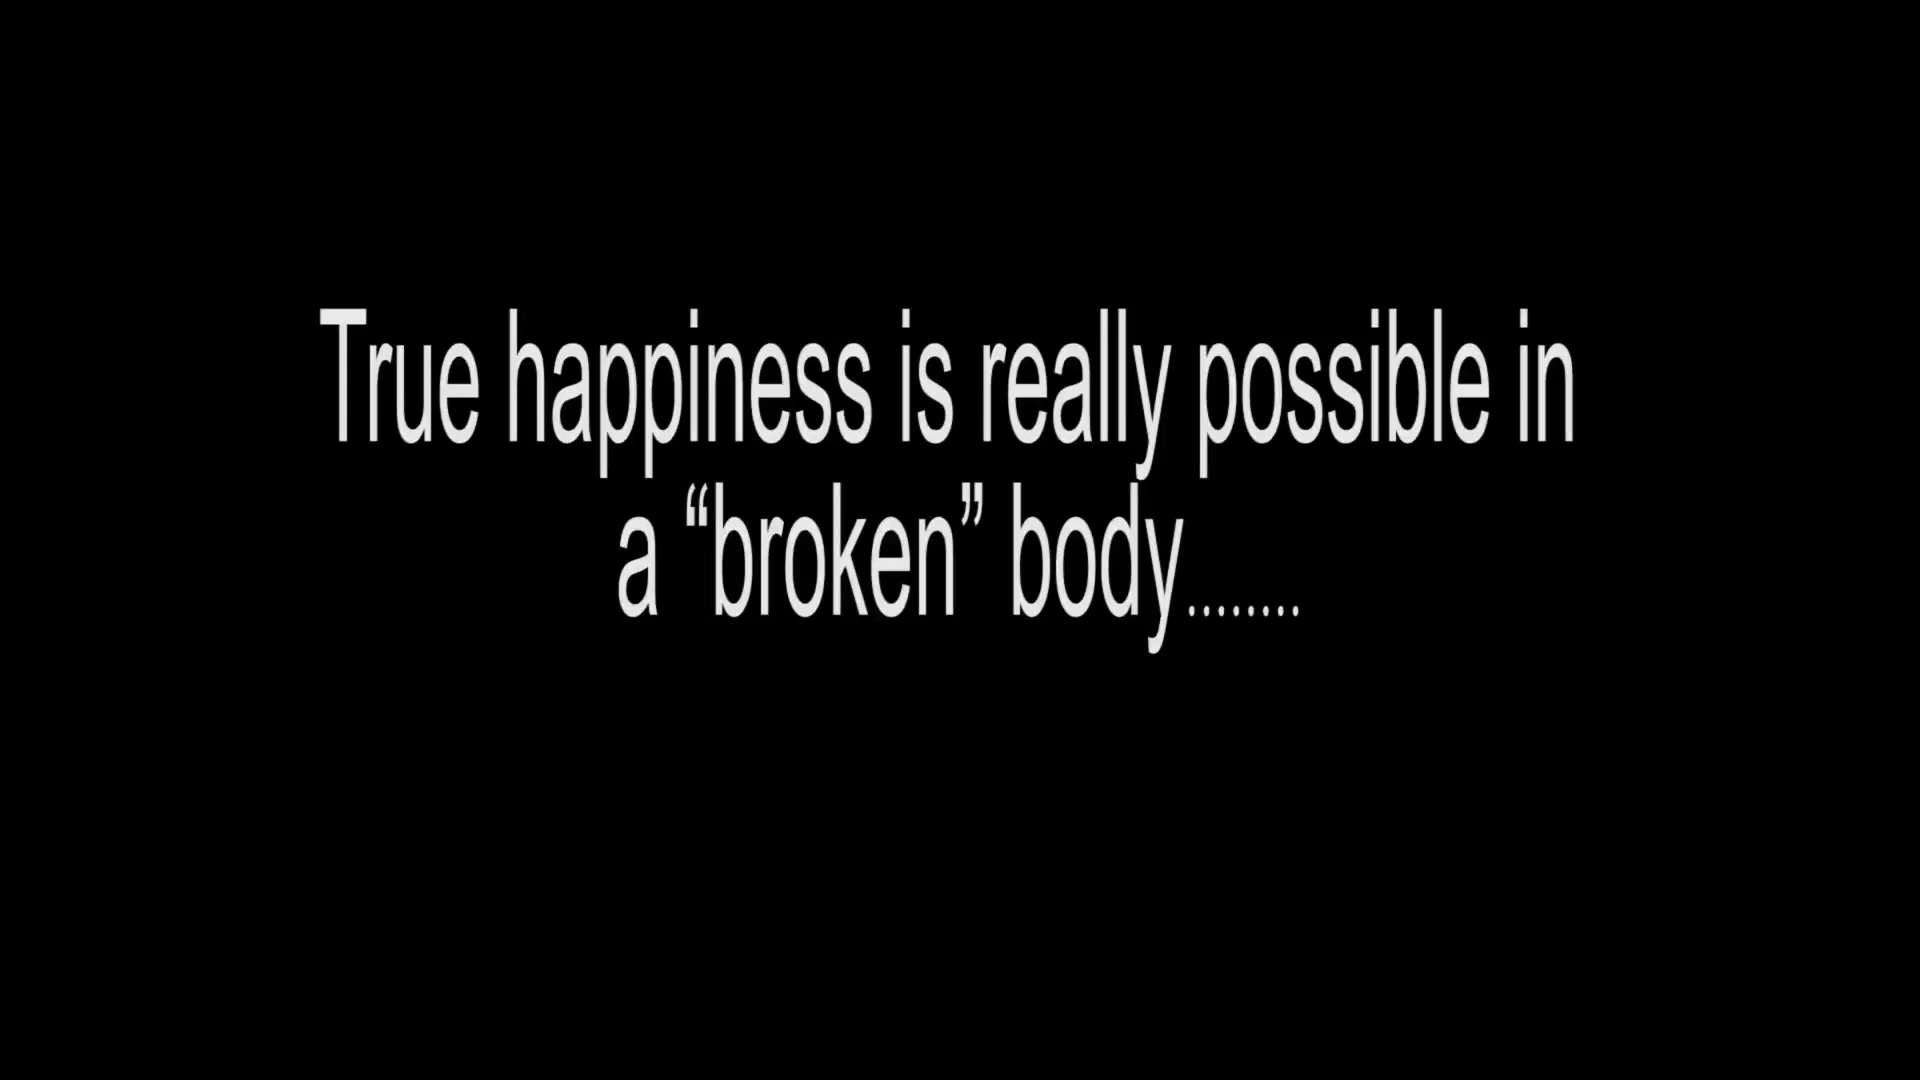 True happiness is really possible in
a “broken” body........